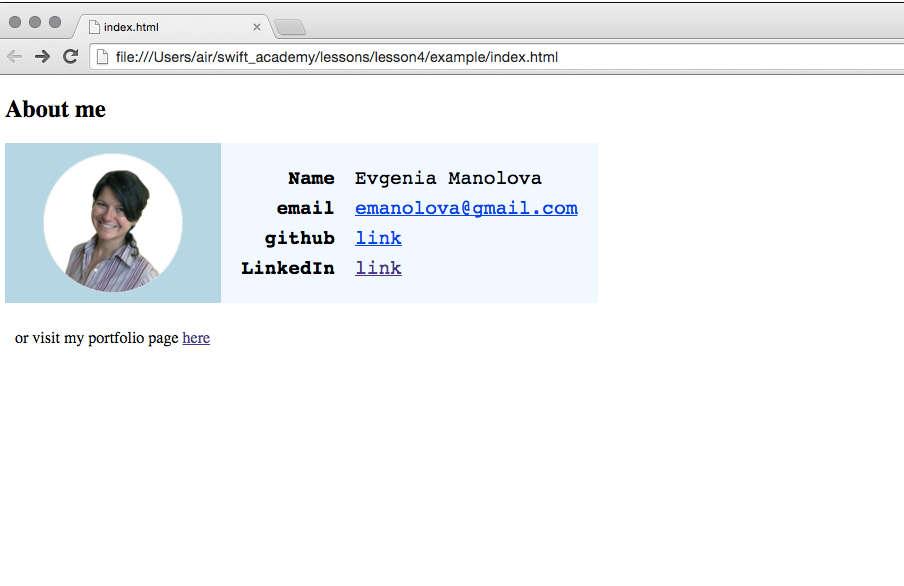 index.html
file:///Users/air/swift_academy/lessons/lesson4/example/index.html
About me
Name Evgenia Manolova
email emanolova@gmail.com
github link
LinkedIn link
or visit my portfolio page here